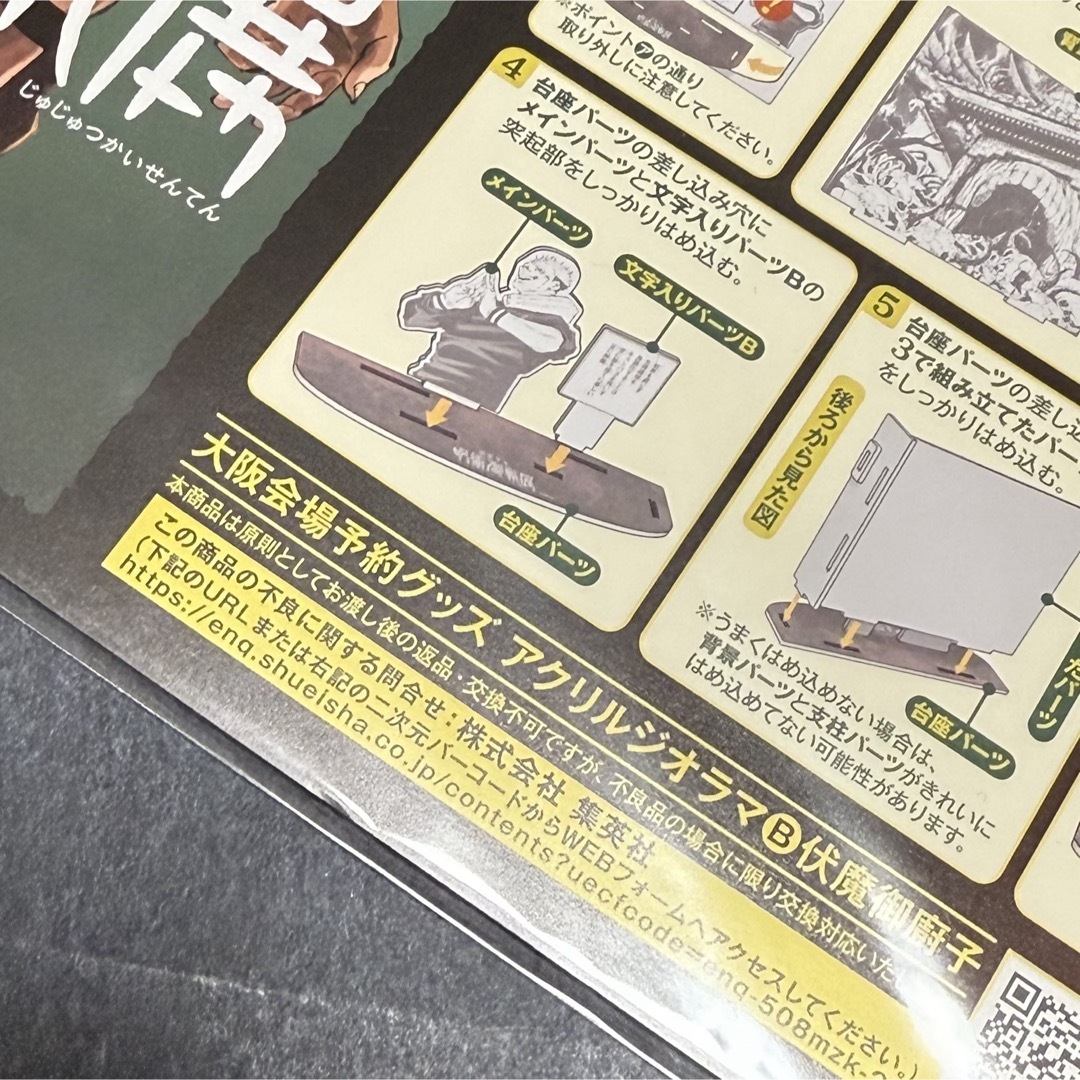 じゅじゅつかいせんてん
※ポイント㋐の通り
取り外しに注意してください。
4
台座パーツの差し込み穴に
メインパーツと文字入りパーツBの
突起部をしっかりはめ込む。
メインパーツ
文字入りパーツB
台座パーツ
5
台座パーツの差し込
3で組み立てたパー
をしっかりはめ込む。
後ろから見た図
台座パーツ
パーツ
※うまくはめ込めない場合は、
背景パーツと支柱パーツがきれいに
はめ込めてない可能性があります。
大阪会場予約グッズ アクリルジオラマⒷ伏魔御廚子
本商品は原則としてお渡し後の返品・交換不可ですが、不良品の場合に限り交換対応いた
この商品の不良に関する問合せ：株式会社 集英社
(下記のURLまたは右記の二次元バーコードからWEBフォームへアクセスしてください。)
https://enq.shueisha.co.jp/contents?uecfcode=enq-508mzk-